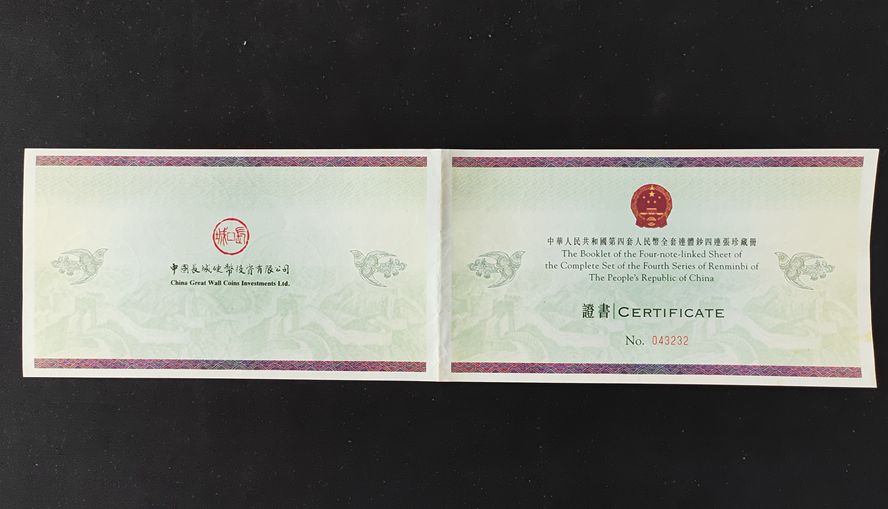 長城
中國長城硬幣投資有限公司
China Great Wall Coins Investments Ltd.
中華人民共和國第四套人民幣全套連體鈔四連張珍藏冊
The Booklet of the Four-note-linked Sheet of
the Complete Set of the Fourth Series of Renminbi of
The People's Republic of China
證書|CERTIFICATE
No. 043232